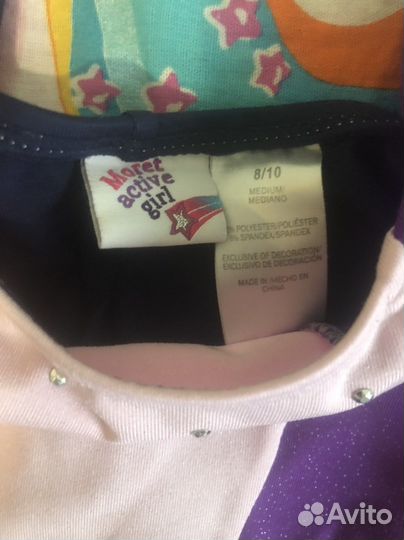 Moret
active
girl
8/10
MEDIUM/
MEDIANO
% POLYESTER/POLIÉSTER
% SPANDEX/SPANDEX
EXCLUSIVE OF DECORATION/
EXCLUSIVO DE DECORACIÓN
MADE IN/HECHO EN
CHINA
Avito